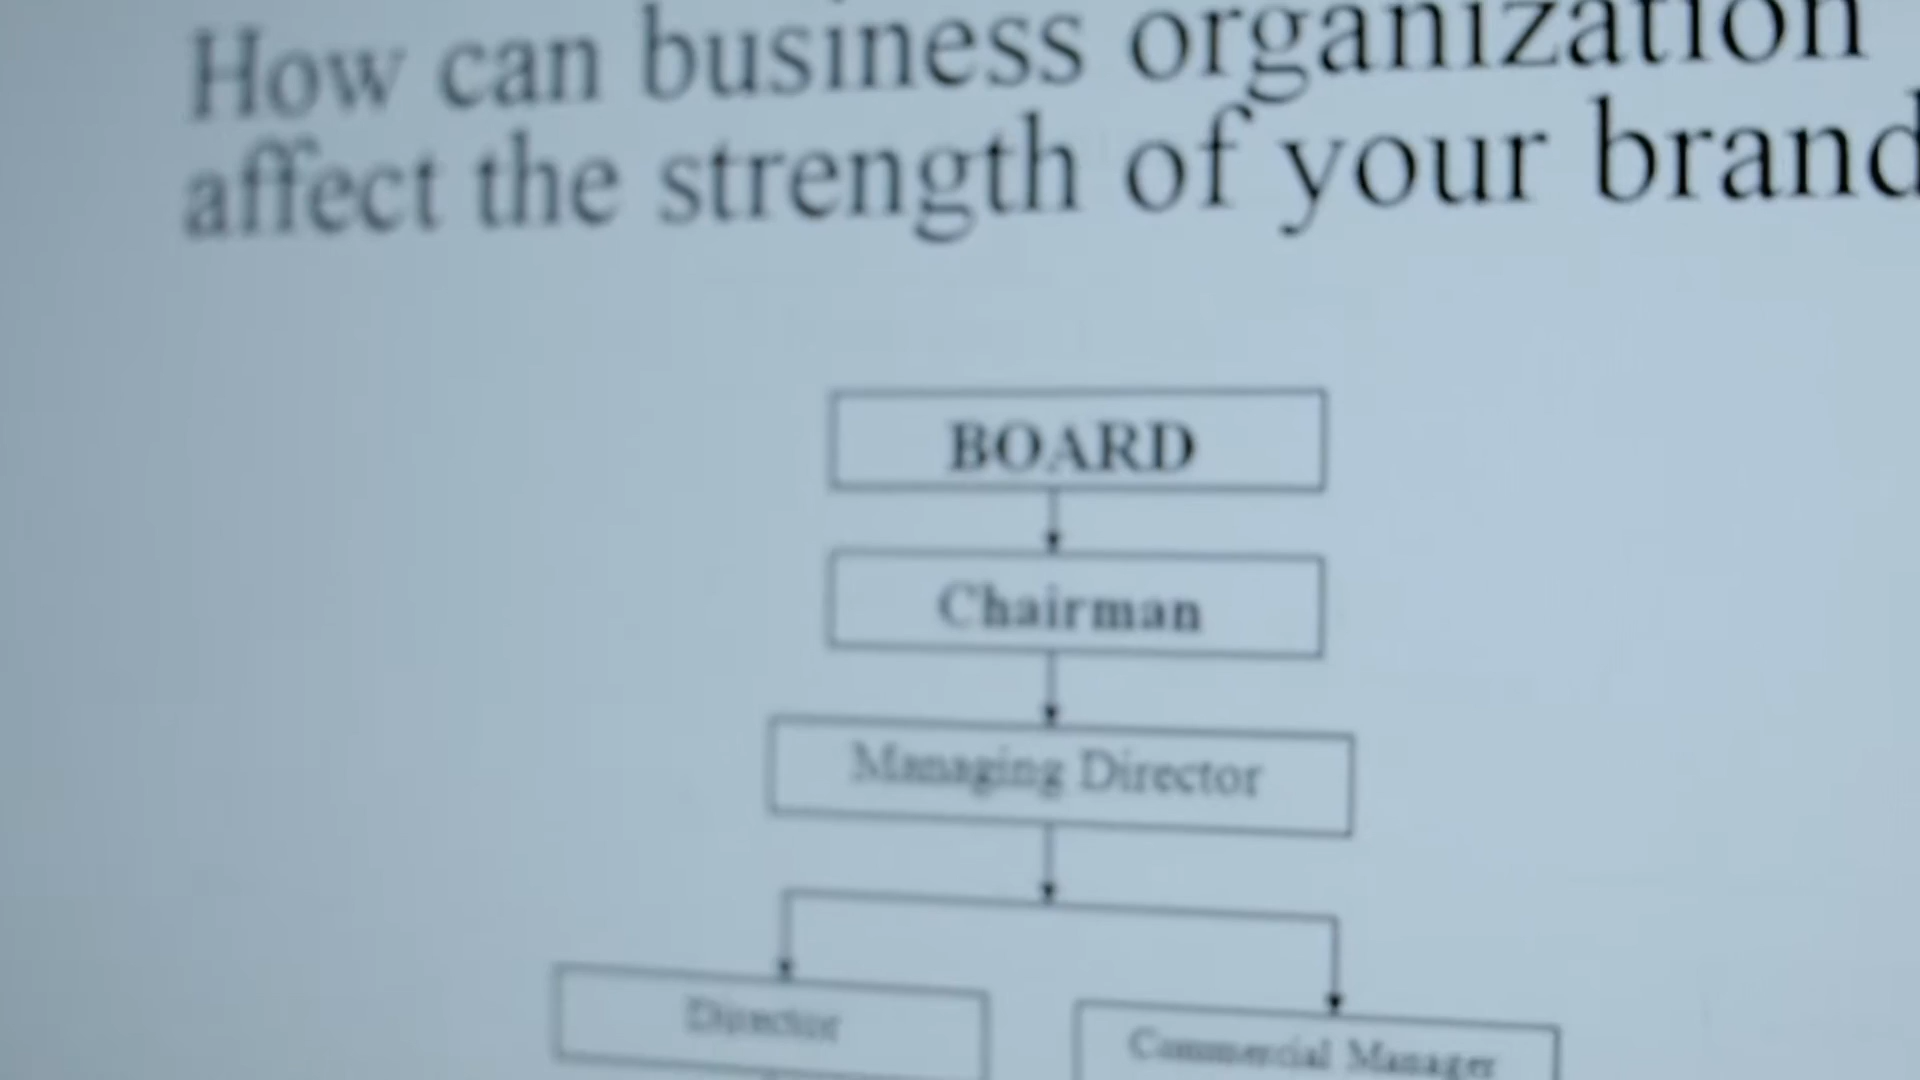 How can business organization
affect the strength of your brand
BOARD
Chairman
Managing Director
Director
Commercial Manager